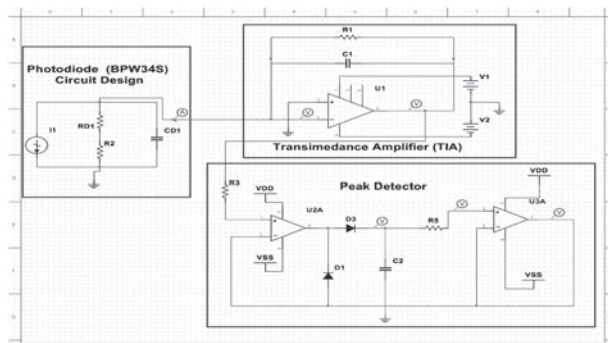 R1
C1
Photodiode (BPW34S)
Circuit Design
V1
U1
A
V
RD1
I1
R2
CD1
V2
Transimedance Amplifier (TIA)
Peak Detector
VDD
R3
VDD
U2A
D3
V
R5
V
U3A
V
VSS
D1
C2
VSS